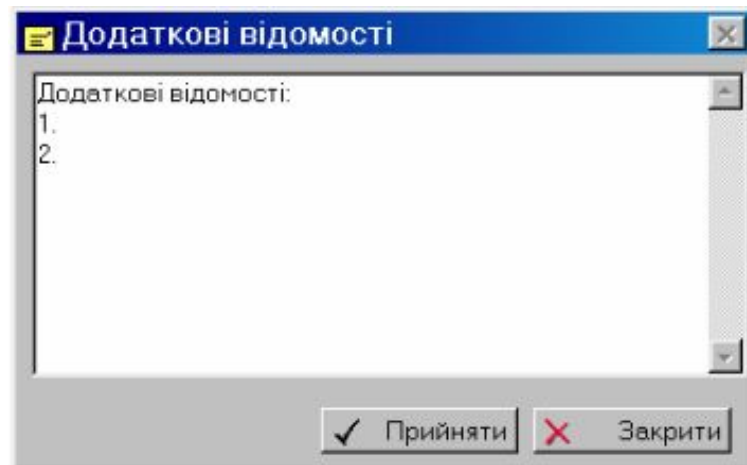 Додаткові відомості
Додаткові відомості:
1.
2.
Прийняти Закрити